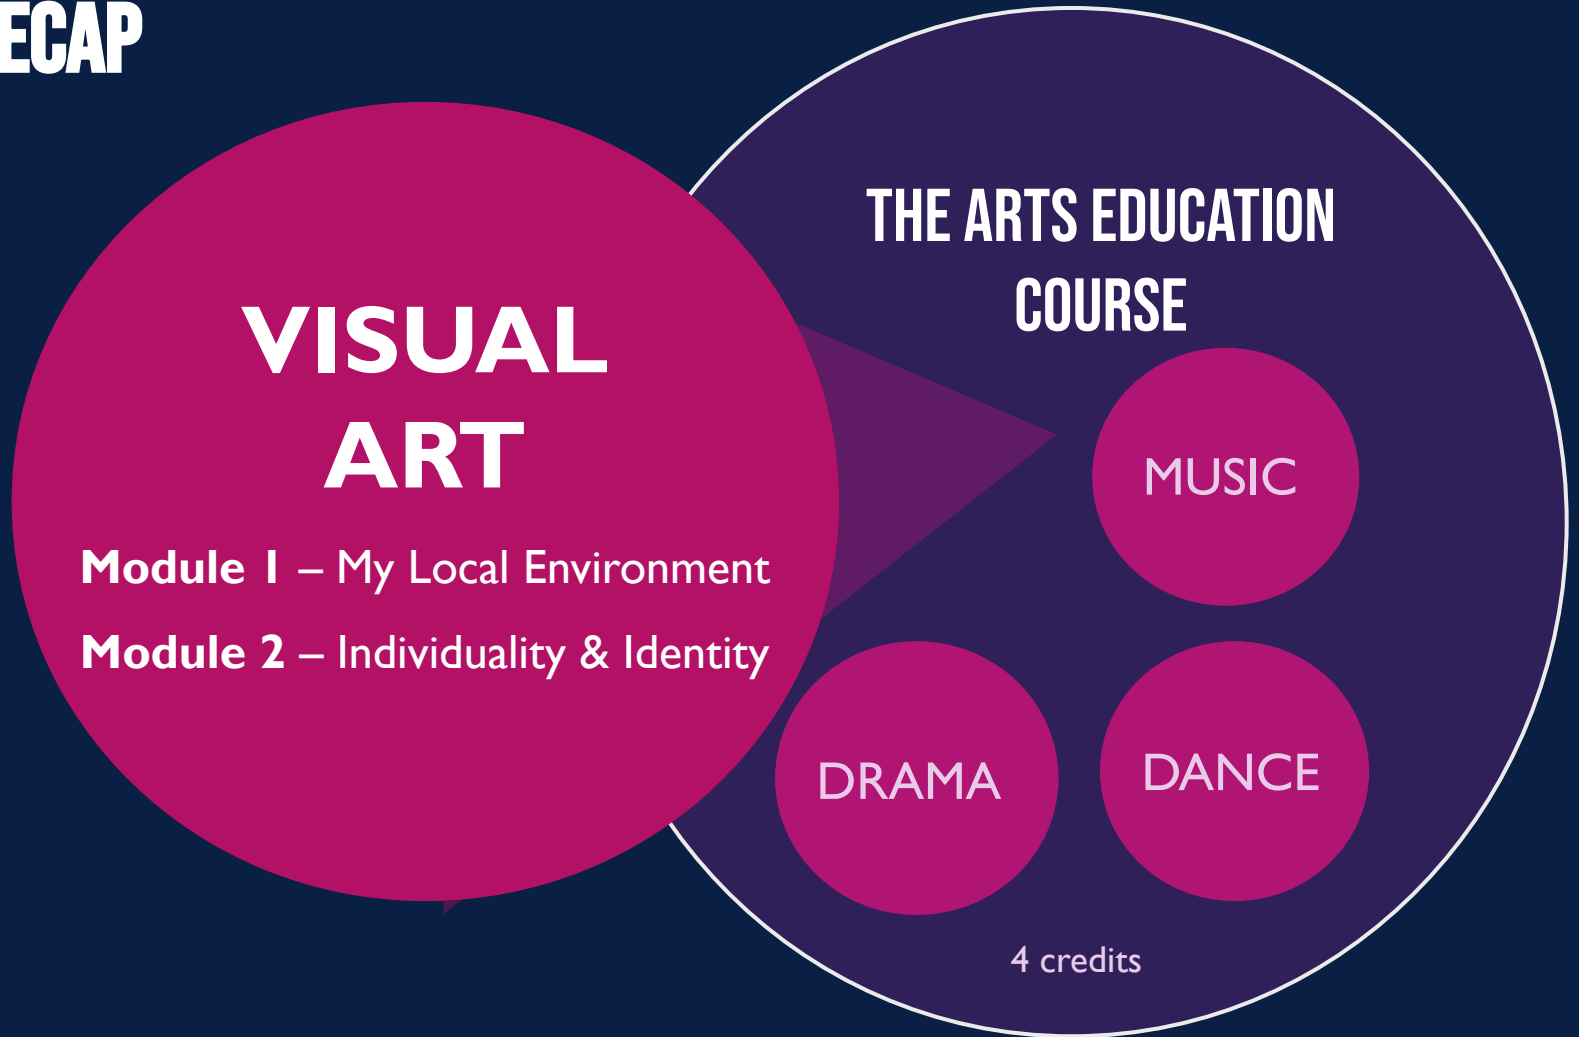 ECAP
THE ARTS EDUCATION
COURSE
VISUAL
ART
Module 1 – My Local Environment
Module 2 – Individuality & Identity
MUSIC
DRAMA
DANCE
4 credits